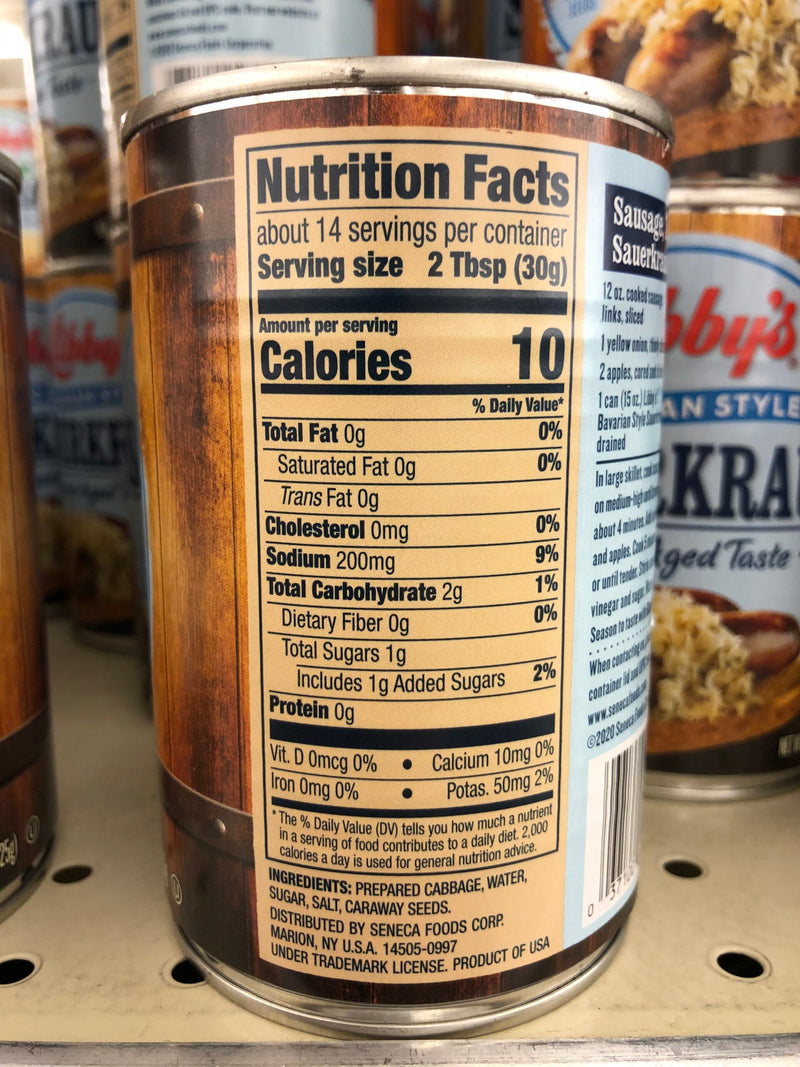 Nutrition Facts
about 14 servings per container
Serving size 2 Tbsp (30g)
Amount per serving
Calories 10
% Daily Value*
Total Fat 0g 0%
Saturated Fat 0g 0%
Trans Fat 0g
Cholesterol 0mg 0%
Sodium 200mg 9%
Total Carbohydrate 2g 1%
Dietary Fiber 0g 0%
Total Sugars 1g
Includes 1g Added Sugars 2%
Protein 0g
Vit. D 0mcg 0% • Calcium 10mg 0%
Iron 0mg 0% • Potas. 50mg 2%
*The % Daily Value (DV) tells you how much a nutrient
in a serving of food contributes to a daily diet. 2,000
calories a day is used for general nutrition advice.
INGREDIENTS: PREPARED CABBAGE, WATER,
SUGAR, SALT, CARAWAY SEEDS.
DISTRIBUTED BY SENECA FOODS CORP.
MARION, NY U.S.A. 14505-0997
UNDER TRADEMARK LICENSE. PRODUCT OF USA
Sausage,
12 oz. cooked sausage
links, sliced
1 yellow onion,
2 apples, cored and
1 can (15 oz.)
Bavarian Style
drained
In large skillet,
on medium-high
about 4 minutes.
and apples. Cook
or until tender.
vinegar and sugar.
Season to taste
When
container lid and
©2020 Seneca
STYLE
Taste